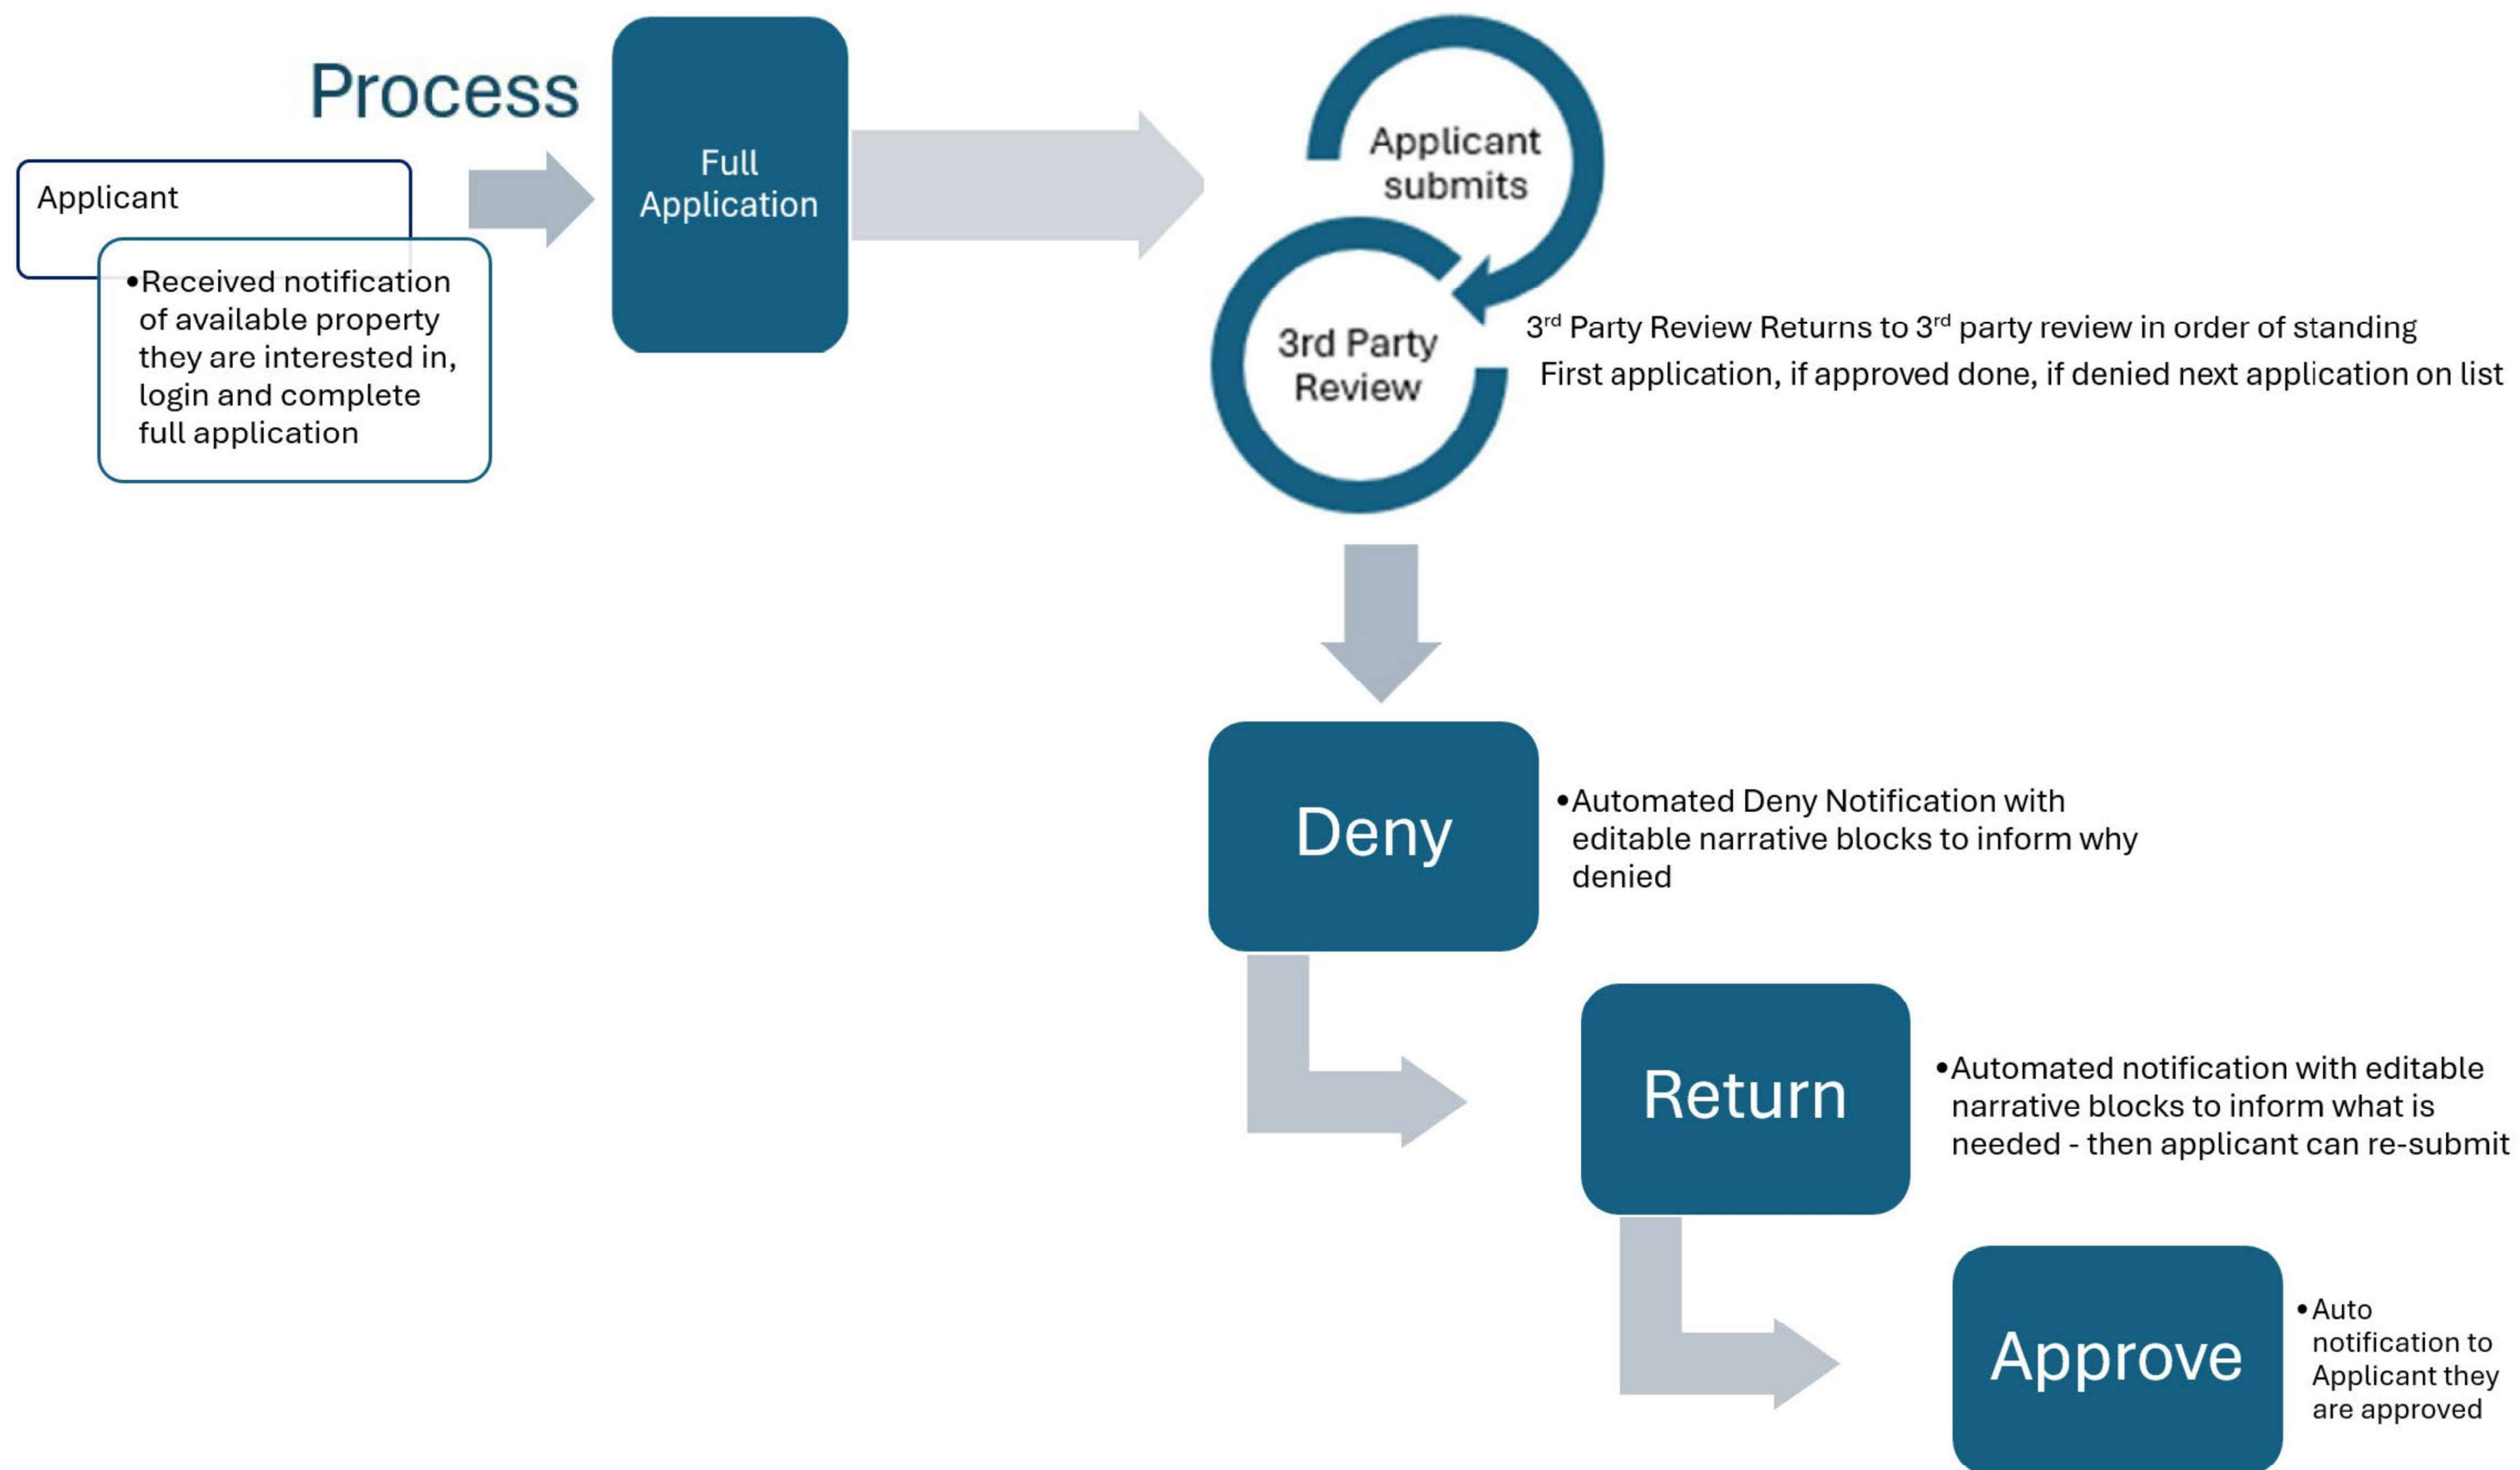 Process
Applicant
•Received notification
of available property
they are interested in,
login and complete
full application
Full
Application
Applicant
submits
3rd Party
Review
3rd Party Review Returns to 3rd party review in order of standing
First application, if approved done, if denied next application on list
Deny
•Automated Deny Notification with
editable narrative blocks to inform why
denied
Return
•Automated notification with editable
narrative blocks to inform what is
needed - then applicant can re-submit
Approve
•Auto
notification to
Applicant they
are approved